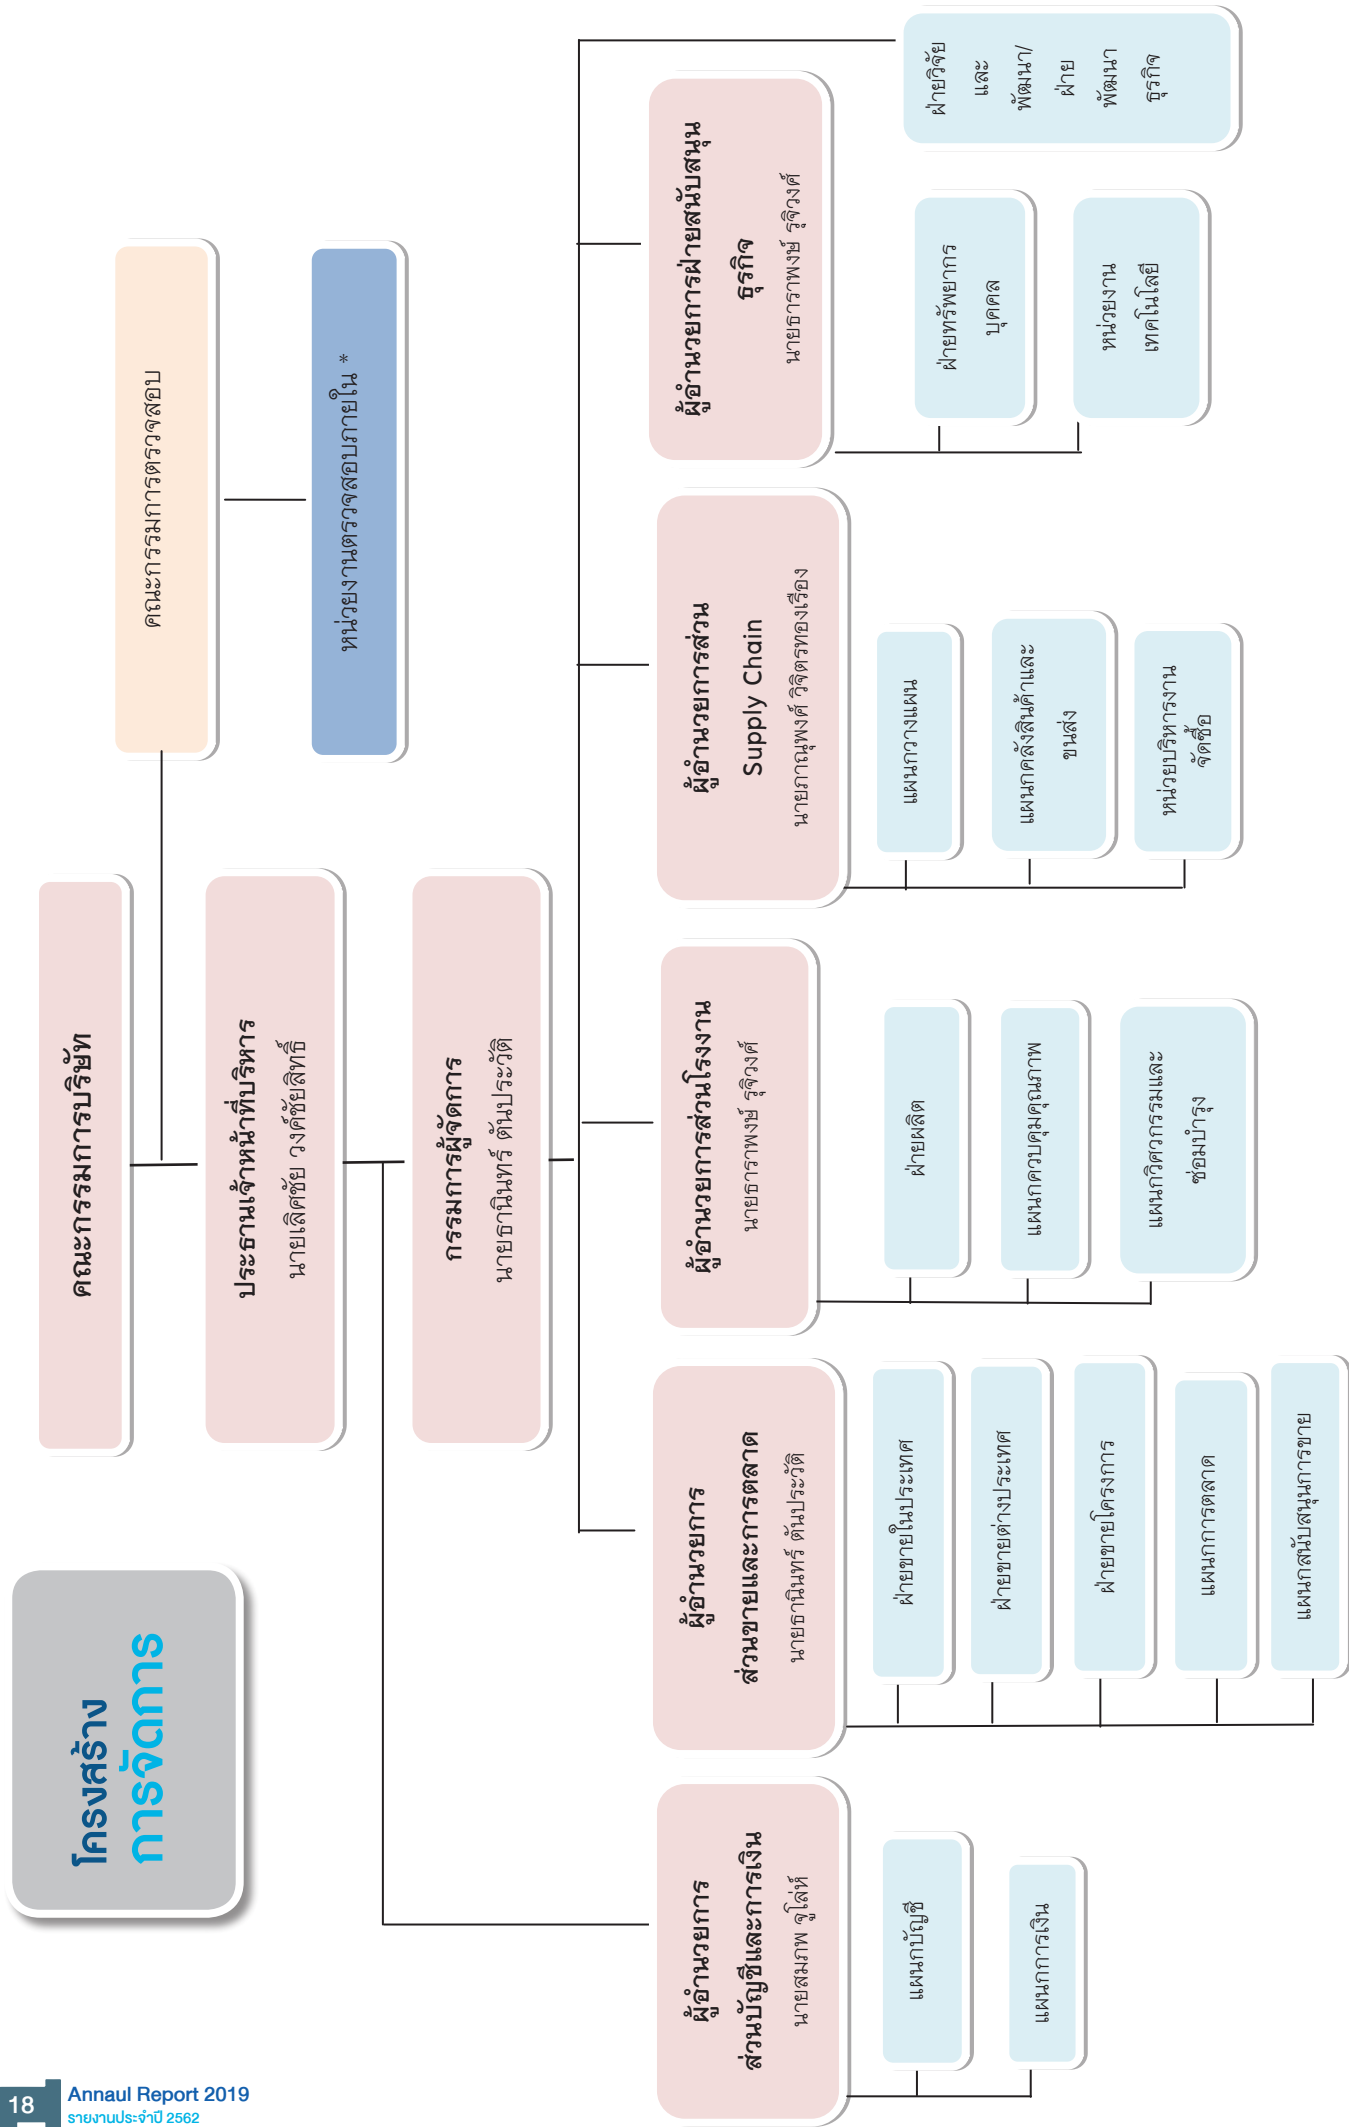 โครงสร้าง
การจัดการ
คณะกรรมการบริษัท
คณะกรรมการตรวจสอบ
หน่วยงานตรวจสอบภายใน *
ประธานเจ้าหน้าที่บริหาร
นายเลิศชัย วงศ์ชัยสิทธิ์
กรรมการผู้จัดการ
นายธานินทร์ ตันประวัติ
ผู้อำนวยการ
ส่วนบัญชีและการเงิน
นายสมภพ จูโล่ห์
แผนกบัญชี
แผนกการเงิน
ผู้อำนวยการ
ส่วนขายและการตลาด
นายธานินทร์ ตันประวัติ
ฝ่ายขายในประเทศ
ฝ่ายขายต่างประเทศ
ฝ่ายขายโครงการ
แผนกการตลาด
แผนกสนับสนุนการขาย
ผู้อำนวยการส่วนโรงงาน
นายธาราพงษ์ รุจิวงศ์
ฝ่ายผลิต
แผนกควบคุมคุณภาพ
แผนกวิศวกรรมและ
ซ่อมบำรุง
ผู้อำนวยการส่วน
Supply Chain
นายภาณุพงศ์ วิจิตรทองเรือง
แผนกวางแผน
แผนกคลังสินค้าและ
ขนส่ง
หน่วยบริหารงาน
จัดซื้อ
ผู้อำนวยการฝ่ายสนับสนุน
ธุรกิจ
นายธาราพงษ์ รุจิวงศ์
ฝ่ายทรัพยากร
บุคคล
หน่วยงาน
เทคโนโลยี
ฝ่ายวิจัย
และ
พัฒนา/
ฝ่าย
พัฒนา
ธุรกิจ
18
Annaul Report 2019
รายงานประจำปี 2562